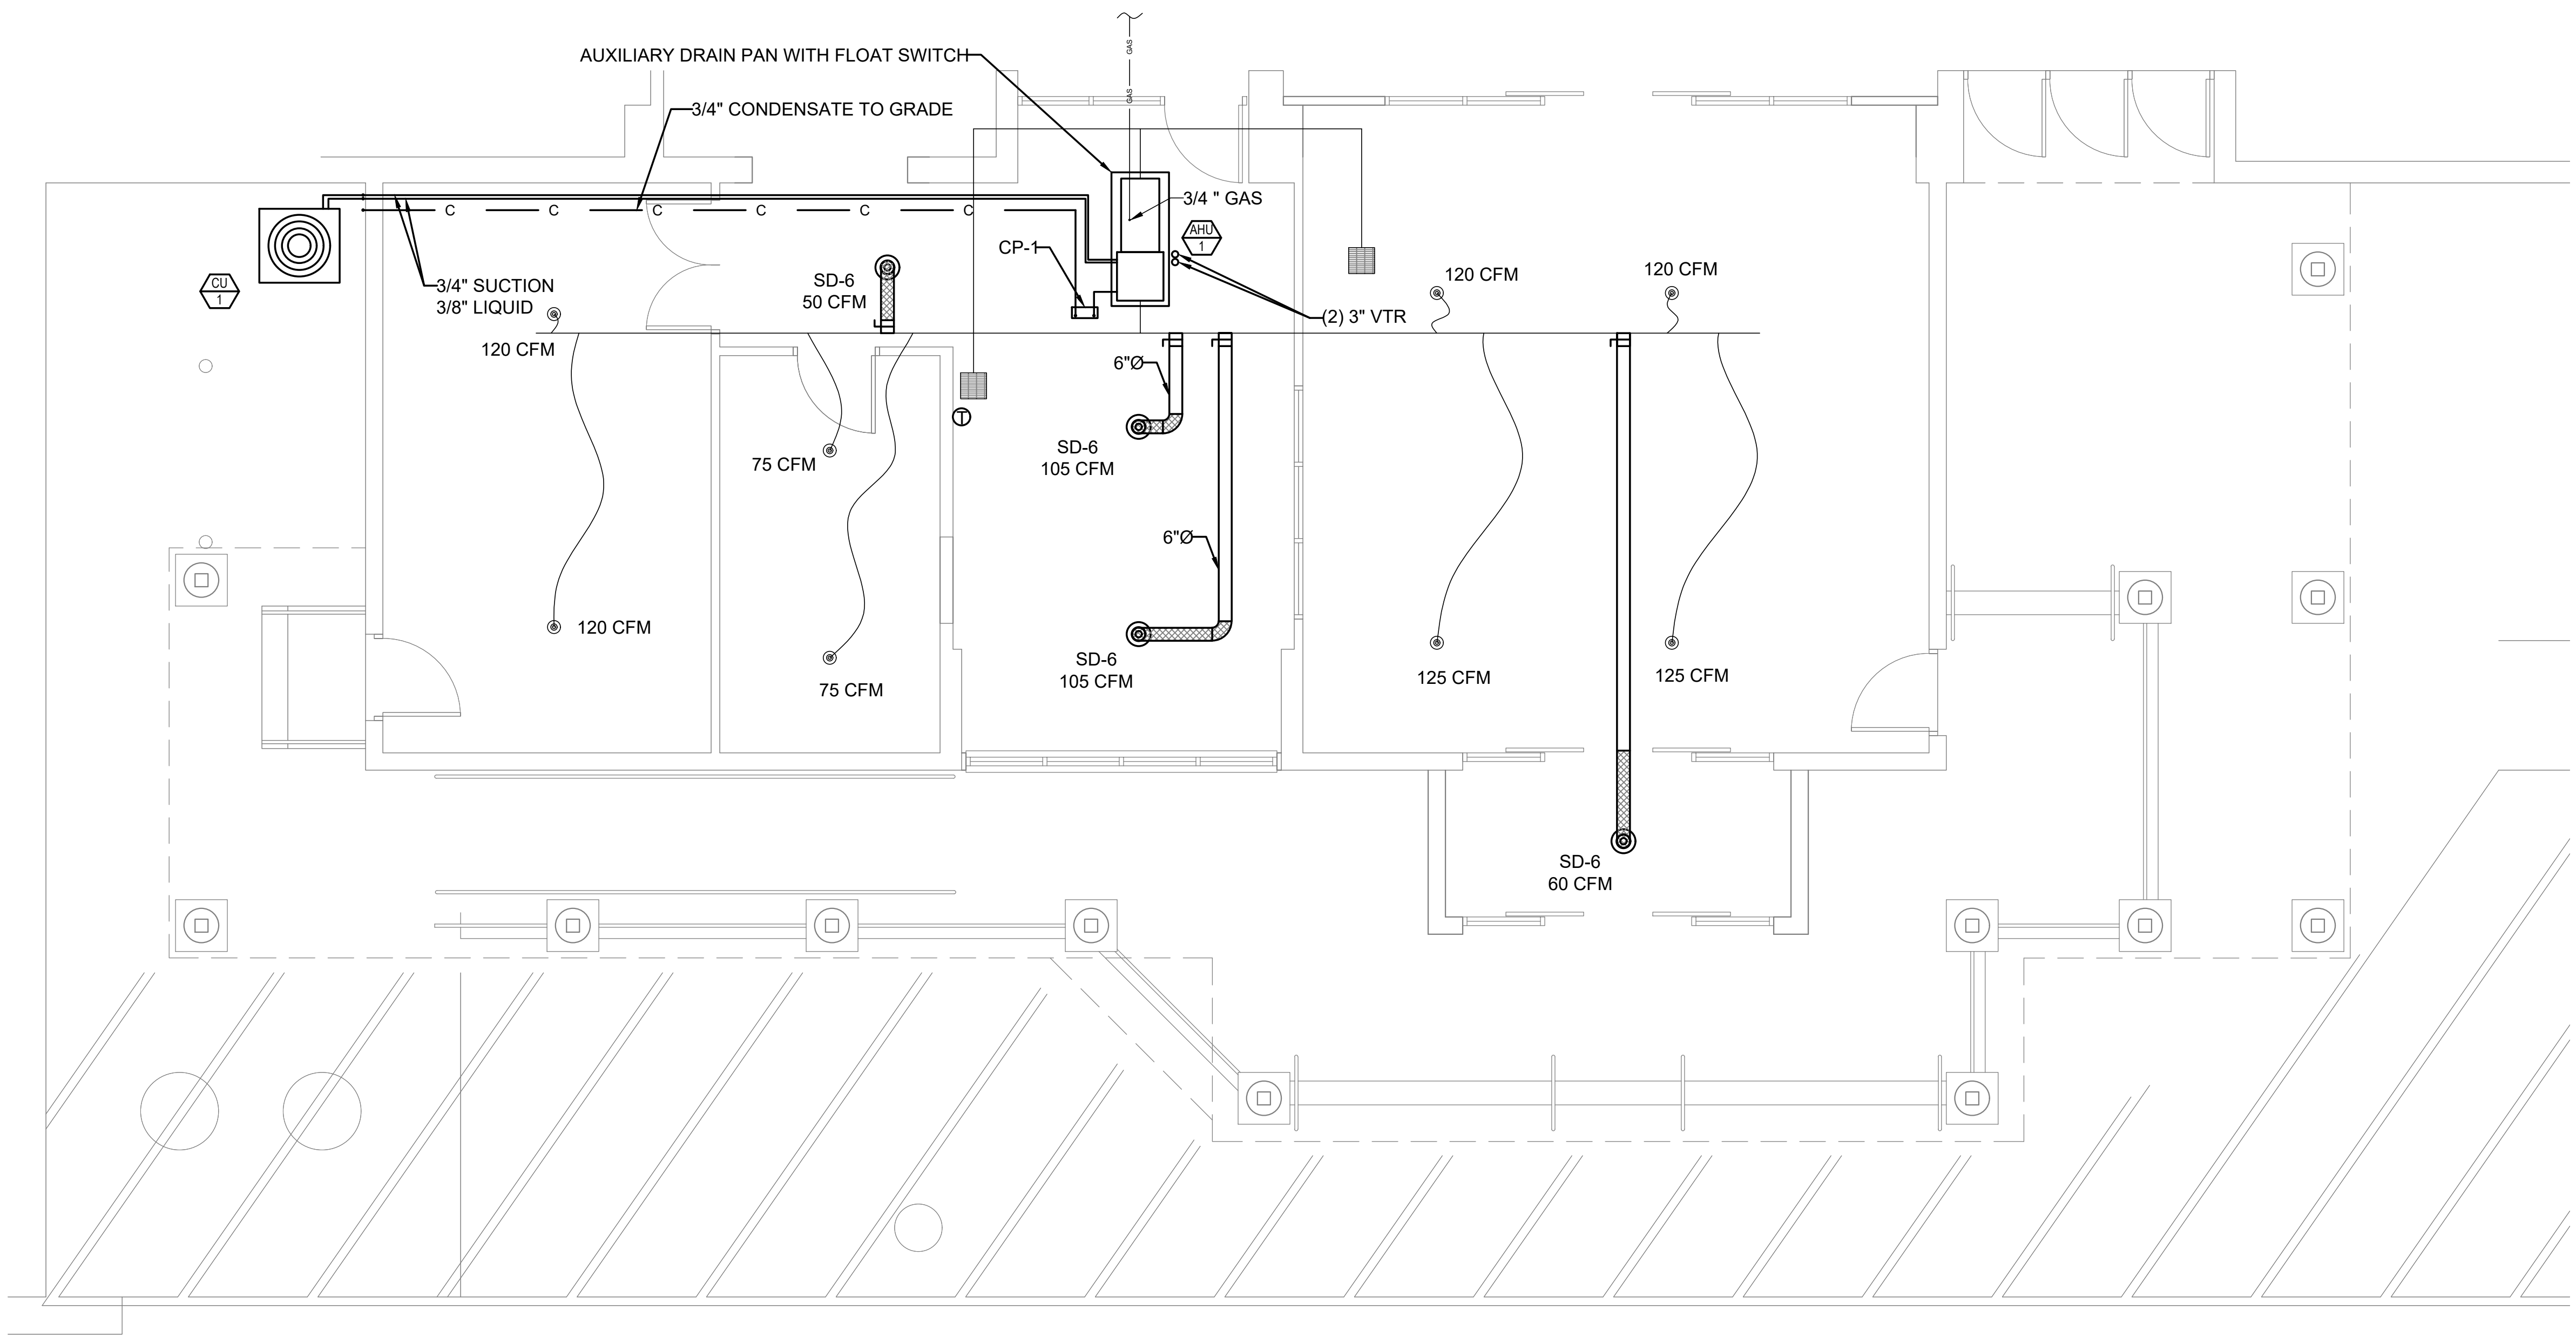 GAS
AUXILIARY DRAIN PAN WITH FLOAT SWITCH
GAS
3/4" CONDENSATE TO GRADE
3/4 " GAS
C C C C C C
AHU
1
CP-1
CU
1
3/4" SUCTION
3/8" LIQUID
SD-6
50 CFM
120 CFM
120 CFM
(2) 3" VTR
120 CFM
6"Ø
T
SD-6
105 CFM
75 CFM
6"Ø
120 CFM
SD-6
105 CFM
75 CFM
125 CFM
125 CFM
SD-6
60 CFM